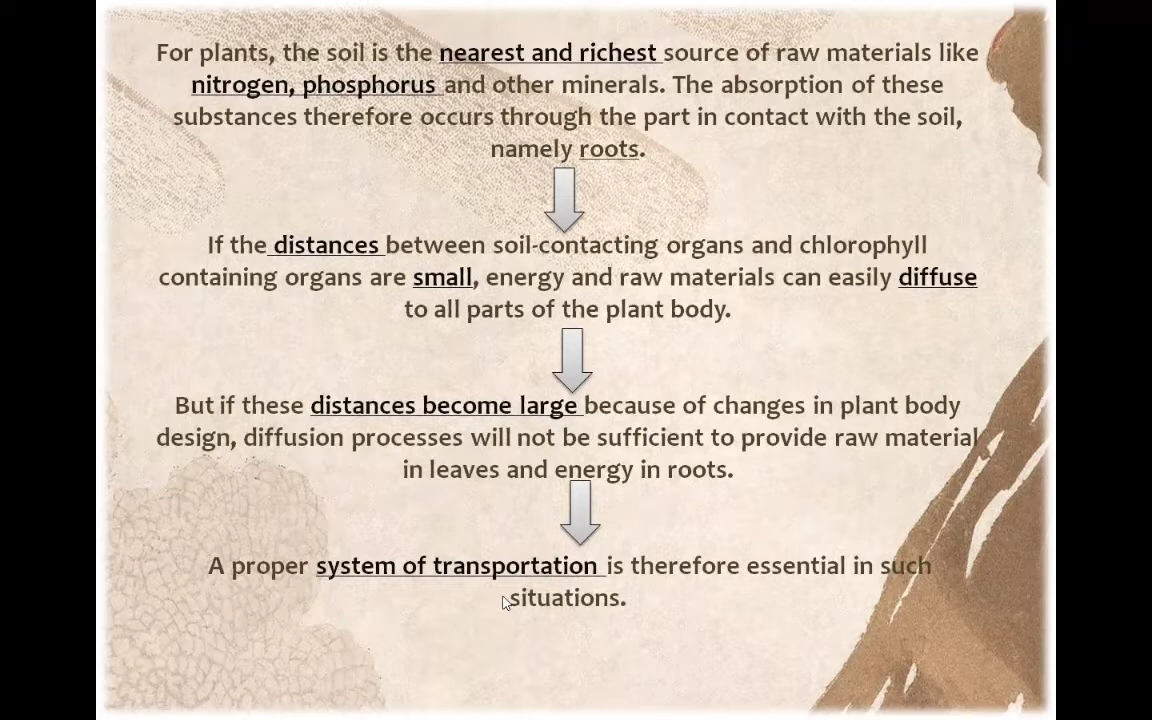 For plants, the soil is the nearest and richest source of raw materials like
nitrogen, phosphorus and other minerals. The absorption of these
substances therefore occurs through the part in contact with the soil,
namely roots.
If the distances between soil-contacting organs and chlorophyll
containing organs are small, energy and raw materials can easily diffuse
to all parts of the plant body.
But if these distances become large because of changes in plant body
design, diffusion processes will not be sufficient to provide raw material
in leaves and energy in roots.
A proper system of transportation is therefore essential in such
situations.